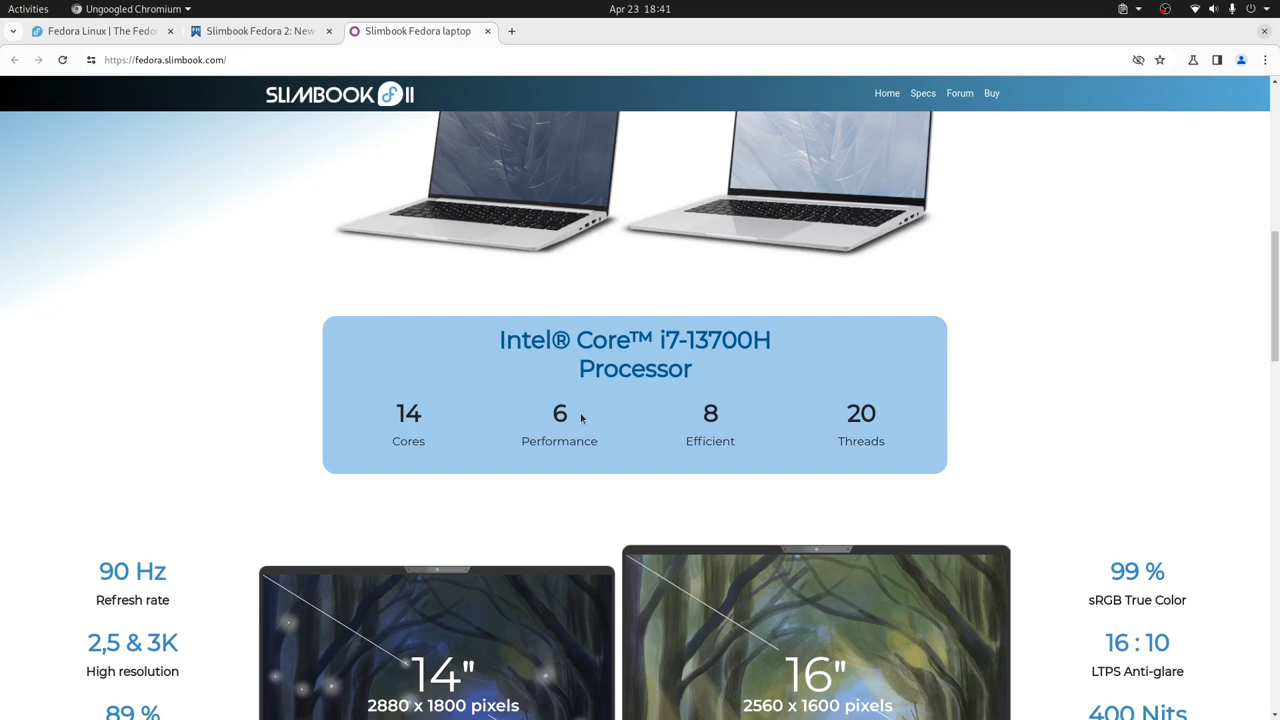 Activities
Ungoogled Chromium
Apr 23 18:41
Fedora Linux | The Fedor
Slimbook Fedora 2: New
Slimbook Fedora laptop
https://fedora.slimbook.com/
SLIMBOOK II
Home
Specs
Forum
Buy
Intel® Core™ i7-13700H
Processor
14
Cores
6
Performance
8
Efficient
20
Threads
90 Hz
Refresh rate
2,5 & 3K
High resolution
89 %
14"
2880 x 1800 pixels
16"
2560 x 1600 pixels
99 %
sRGB True Color
16 : 10
LTPS Anti-glare
400 Nits